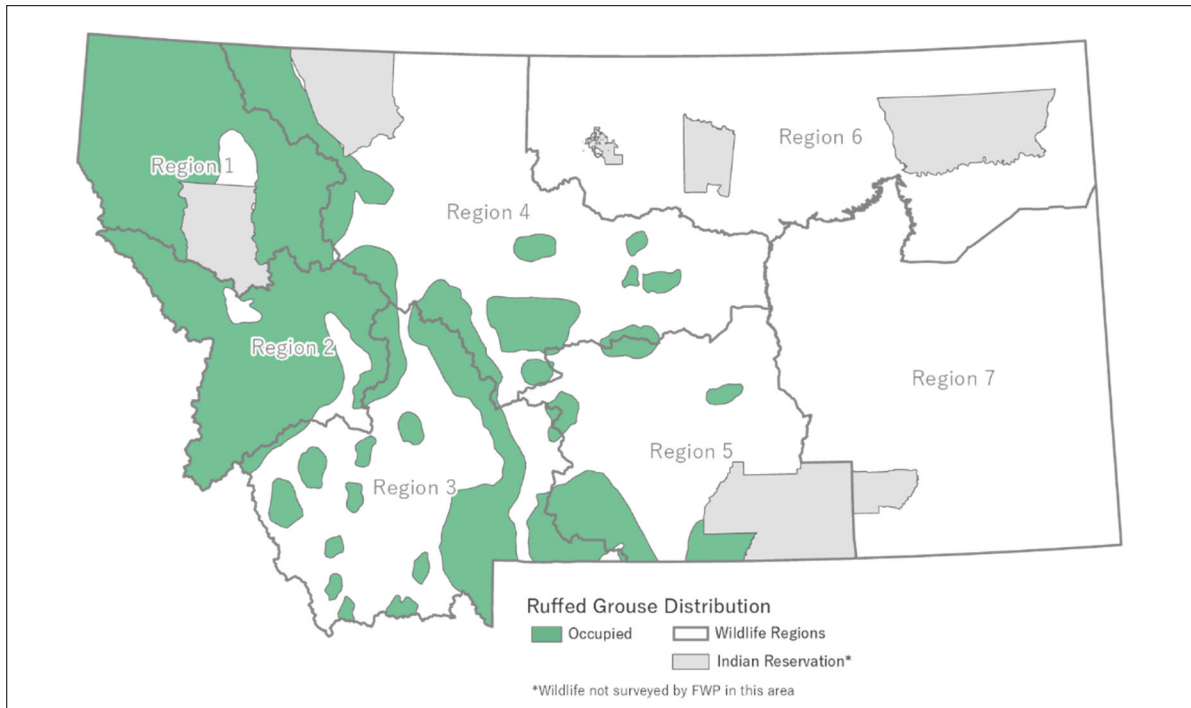 Region 1
Region 6
Region 4
Region 2
Region 7
Region 5
Region 3
Ruffed Grouse Distribution
Occupied
Wildlife Regions
Indian Reservation*
*Wildlife not surveyed by FWP in this area